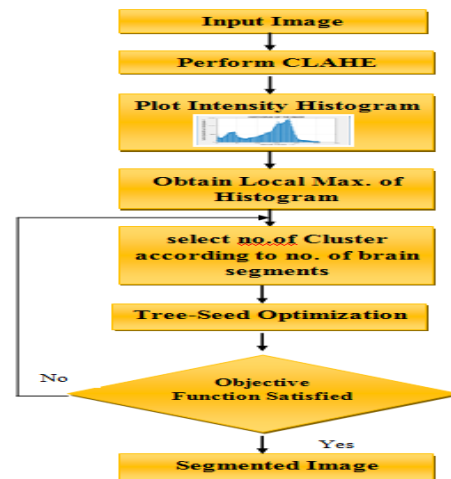 Input Image
Perform CLAHE
Plot Intensity Histogram
Obtain Local Max. of
Histogram
select no.of Cluster
according to no. of brain
segments
Tree-Seed Optimization
No
Objective
Function Satisfied
Yes
Segmented Image